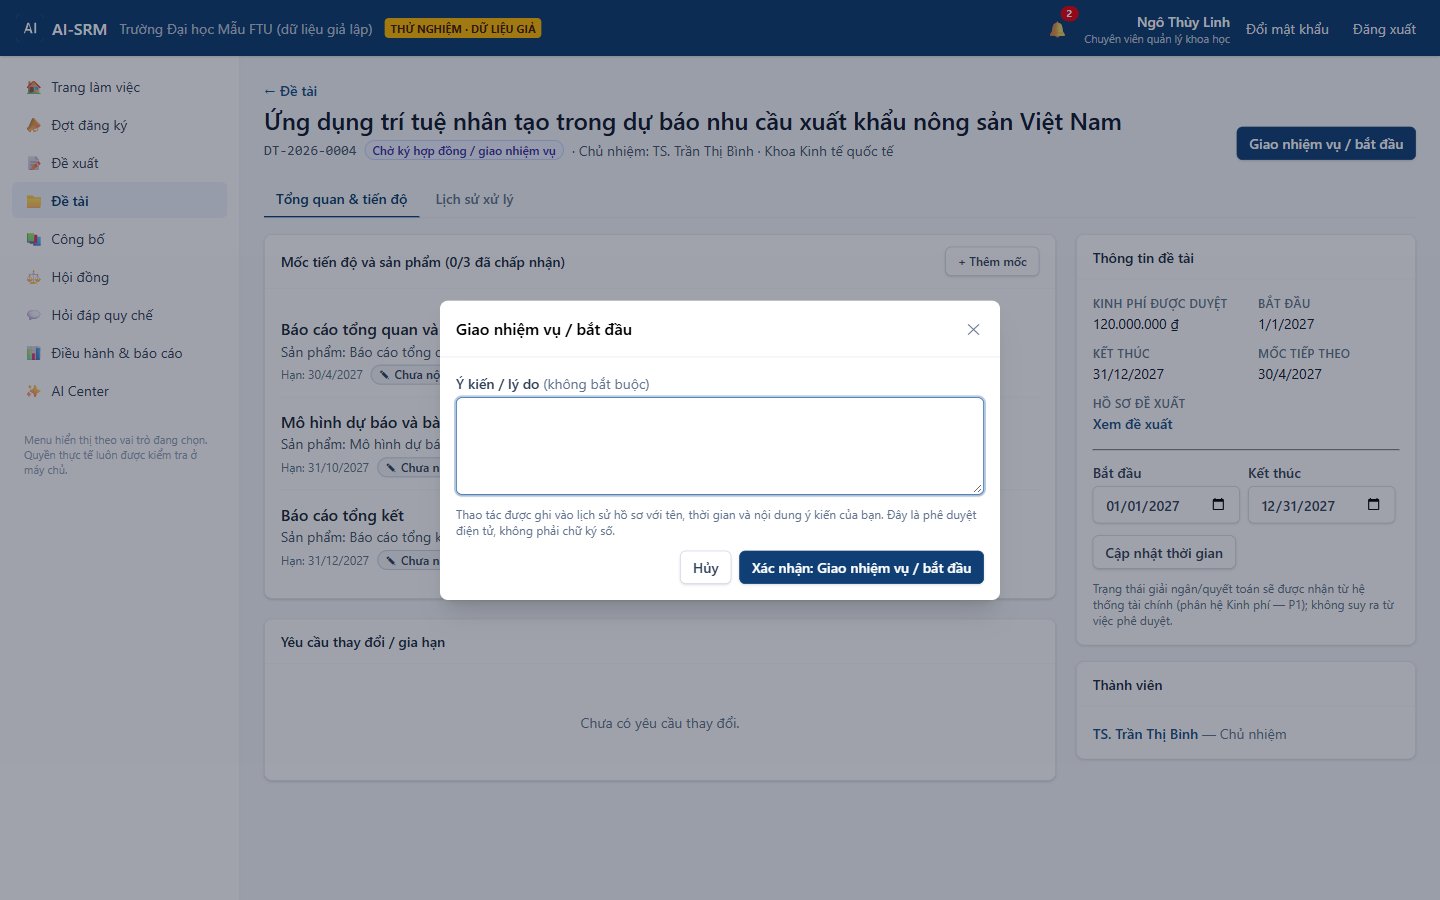 AI AI-SRM Trường Đại học Mẫu FTU (dữ liệu giả lập) THỬ NGHIỆM · DỮ LIỆU GIẢ
2
Ngô Thùy Linh
Chuyên viên quản lý khoa học
Đổi mật khẩu
Đăng xuất
Trang làm việc
Đợt đăng ký
Đề xuất
Đề tài
Công bố
Hội đồng
Hỏi đáp quy chế
Điều hành & báo cáo
AI Center
Menu hiển thị theo vai trò đang chọn.
Quyền thực tế luôn được kiểm tra ở
máy chủ.
← Đề tài
Ứng dụng trí tuệ nhân tạo trong dự báo nhu cầu xuất khẩu nông sản Việt Nam
DT-2026-0004 Chờ ký hợp đồng / giao nhiệm vụ · Chủ nhiệm: TS. Trần Thị Bình · Khoa Kinh tế quốc tế
Giao nhiệm vụ / bắt đầu
Tổng quan & tiến độ
Lịch sử xử lý
Mốc tiến độ và sản phẩm (0/3 đã chấp nhận)
+ Thêm mốc
Báo cáo tổng quan và
Sản phẩm: Báo cáo tổng
Hạn: 30/4/2027 Chưa
Mô hình dự báo và
Sản phẩm: Mô hình dự
Hạn: 31/10/2027 Chưa
Báo cáo tổng kết
Sản phẩm: Báo cáo tổng
Hạn: 31/12/2027 Chưa
Giao nhiệm vụ / bắt đầu
Ý kiến / lý do (không bắt buộc)
Thao tác được ghi vào lịch sử hồ sơ với tên, thời gian và nội dung ý kiến của bạn. Đây là phê duyệt
điện tử, không phải chữ ký số.
Hủy
Xác nhận: Giao nhiệm vụ / bắt đầu
Yêu cầu thay đổi / gia hạn
Chưa có yêu cầu thay đổi.
Thông tin đề tài
KINH PHÍ ĐƯỢC DUYỆT
120.000.000 ₫
BẮT ĐẦU
1/1/2027
KẾT THÚC
31/12/2027
MỐC TIẾP THEO
30/4/2027
HỒ SƠ ĐỀ XUẤT
Xem đề xuất
Bắt đầu
01/01/2027
Kết thúc
12/31/2027
Cập nhật thời gian
Trạng thái giải ngân/quyết toán sẽ được nhận từ hệ
thống tài chính (phân hệ Kinh phí — P1); không suy ra từ
việc phê duyệt.
Thành viên
TS. Trần Thị Bình — Chủ nhiệm